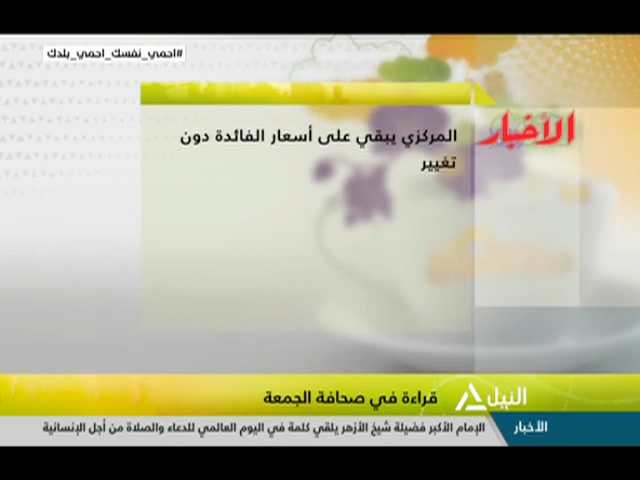 #احمي_نفسك_احمي_بلدك
الأخبار
المركزي يبقي على أسعار الفائدة دون
تغيير
النيل
قراءة في صحافة الجمعة
الأخبار
الإمام الأكبر فضيلة شيخ الأزهر يلقي كلمة في اليوم العالمي للدعاء والصلاة من أجل الإنسانية